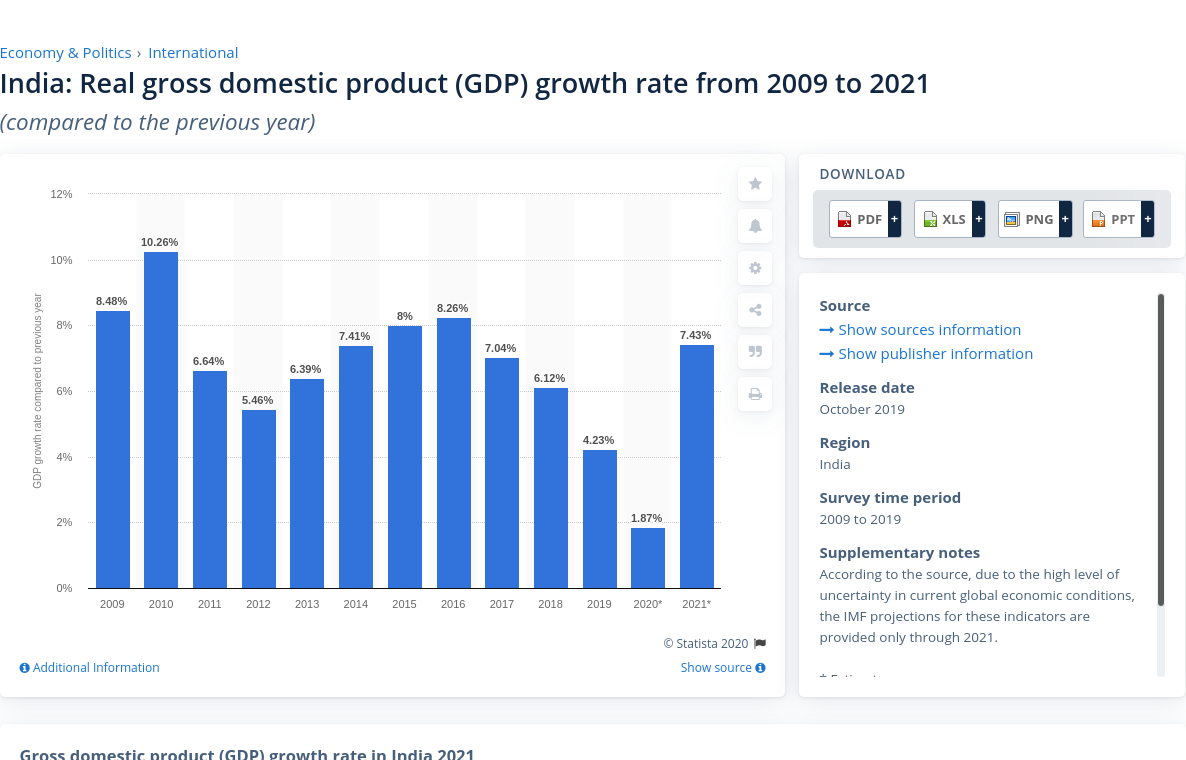 Economy & Politics › International
India: Real gross domestic product (GDP) growth rate from 2009 to 2021
(compared to the previous year)
GDP growth rate compared to previous year
12%
10%
8%
6%
4%
2%
0%
8.48%
10.26%
6.64%
5.46%
6.39%
7.41%
8%
8.26%
7.04%
6.12%
4.23%
1.87%
7.43%
2009 2010 2011 2012 2013 2014 2015 2016 2017 2018 2019 2020* 2021*
© Statista 2020
Additional Information
Show source
DOWNLOAD
PDF + XLS + PNG + PPT +
Source
Show sources information
Show publisher information
Release date
October 2019
Region
India
Survey time period
2009 to 2019
Supplementary notes
According to the source, due to the high level of
uncertainty in current global economic conditions,
the IMF projections for these indicators are
provided only through 2021.
Gross domestic product (GDP) growth rate in India 2021